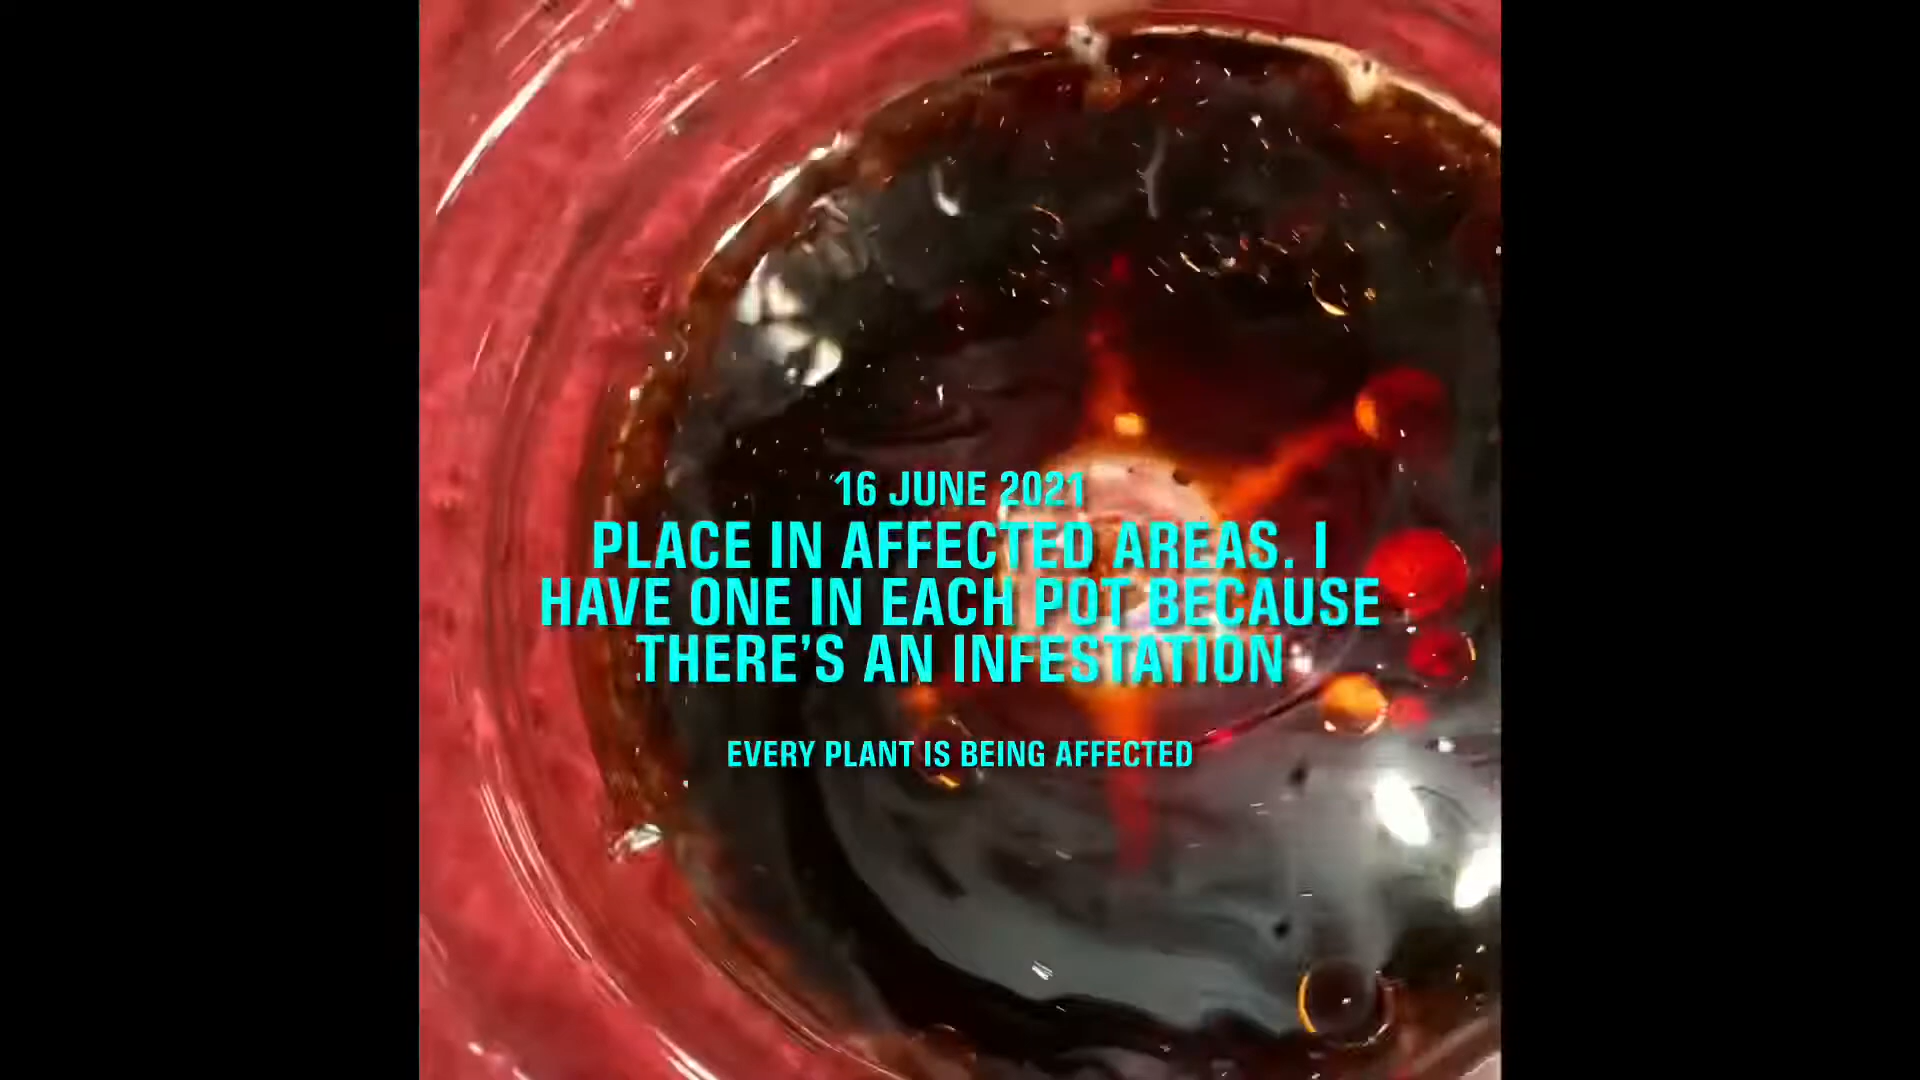 16 JUNE 2021
PLACE IN AFFECTED AREAS. I
HAVE ONE IN EACH POT BECAUSE
THERE’S AN INFESTATION
EVERY PLANT IS BEING AFFECTED